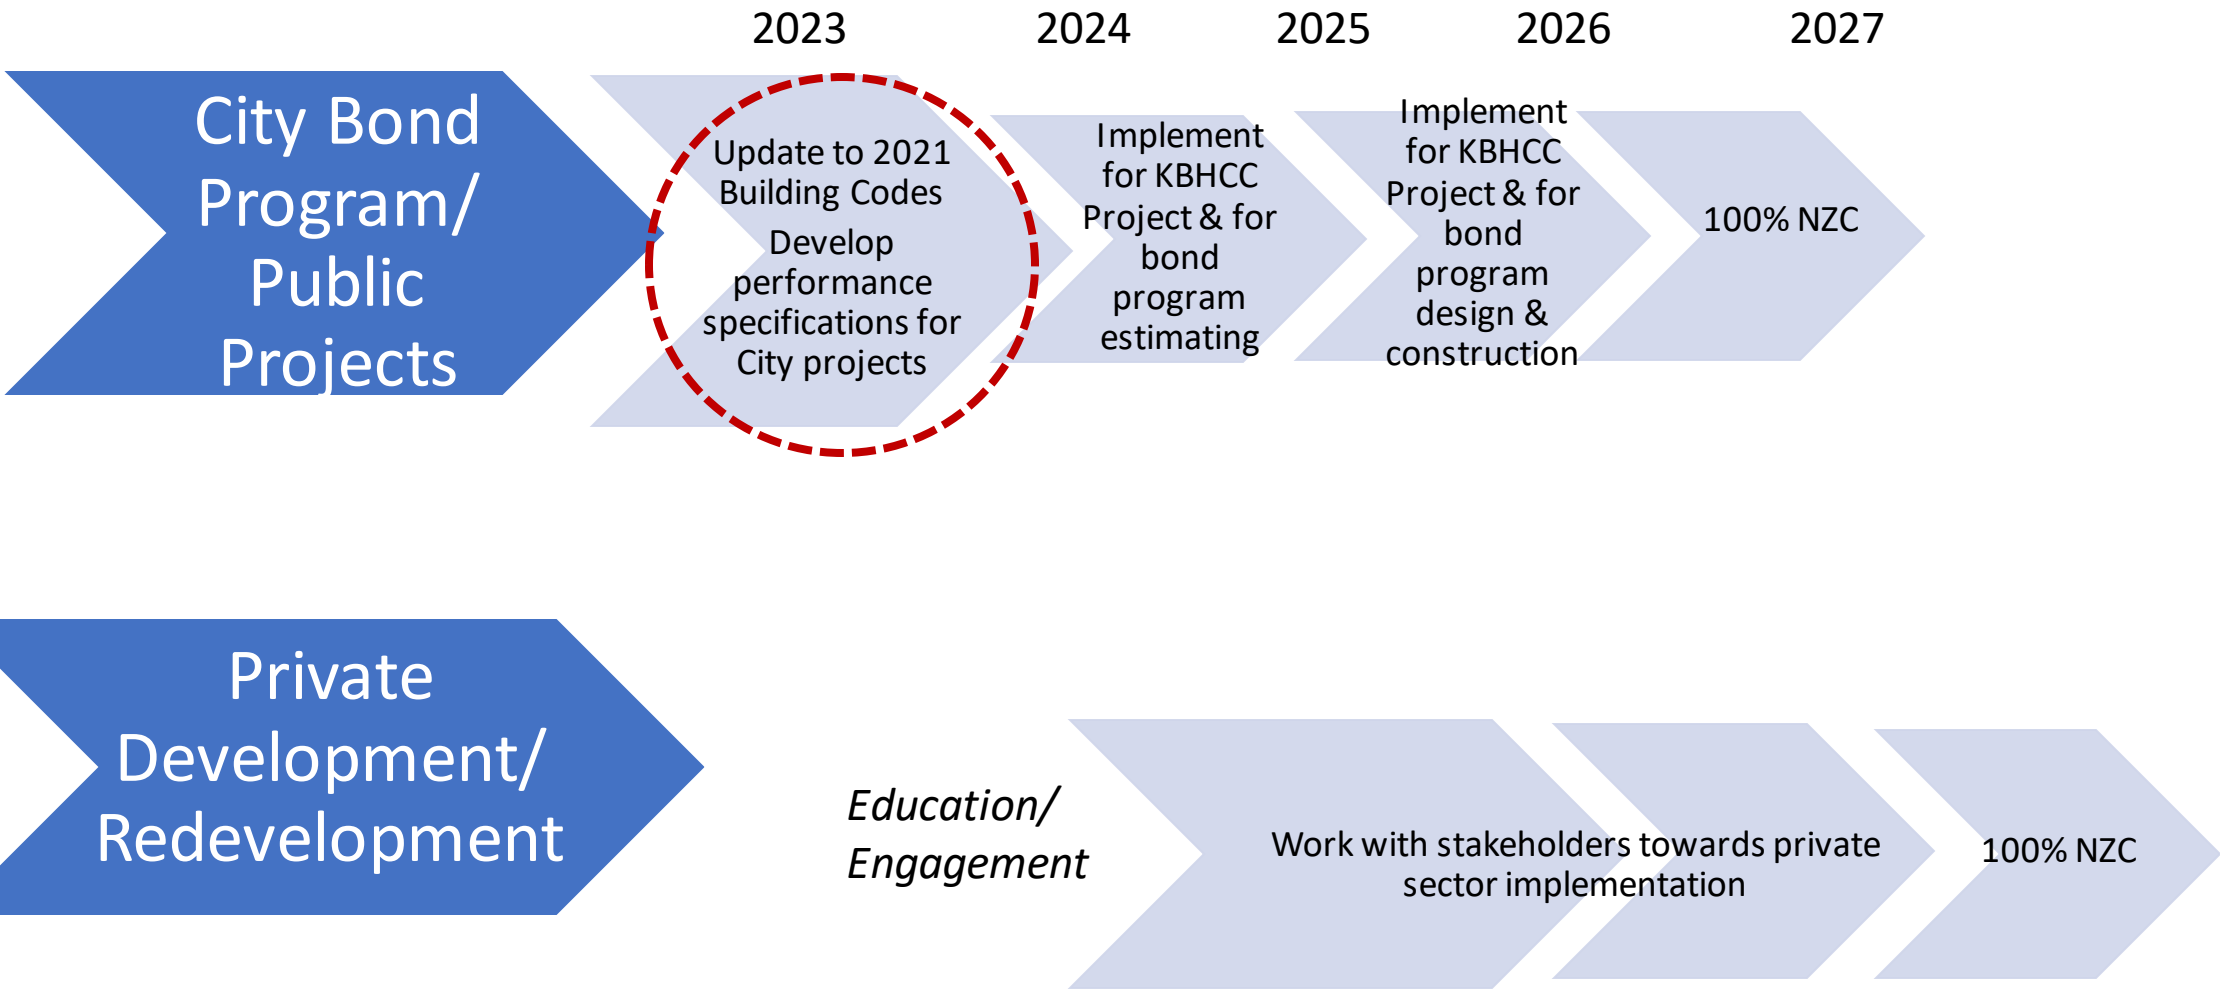 2023 2024 2025 2026 2027
City Bond
Program/
Public
Projects
Update to 2021
Building Codes
Develop
performance
specifications for
City projects
Implement
for KBHCC
Project & for
bond
program
estimating
Implement
for KBHCC
Project & for
bond
program
design &
construction
100% NZC
Private
Development/
Redevelopment
Education/
Engagement
Work with stakeholders towards private
sector implementation
100% NZC